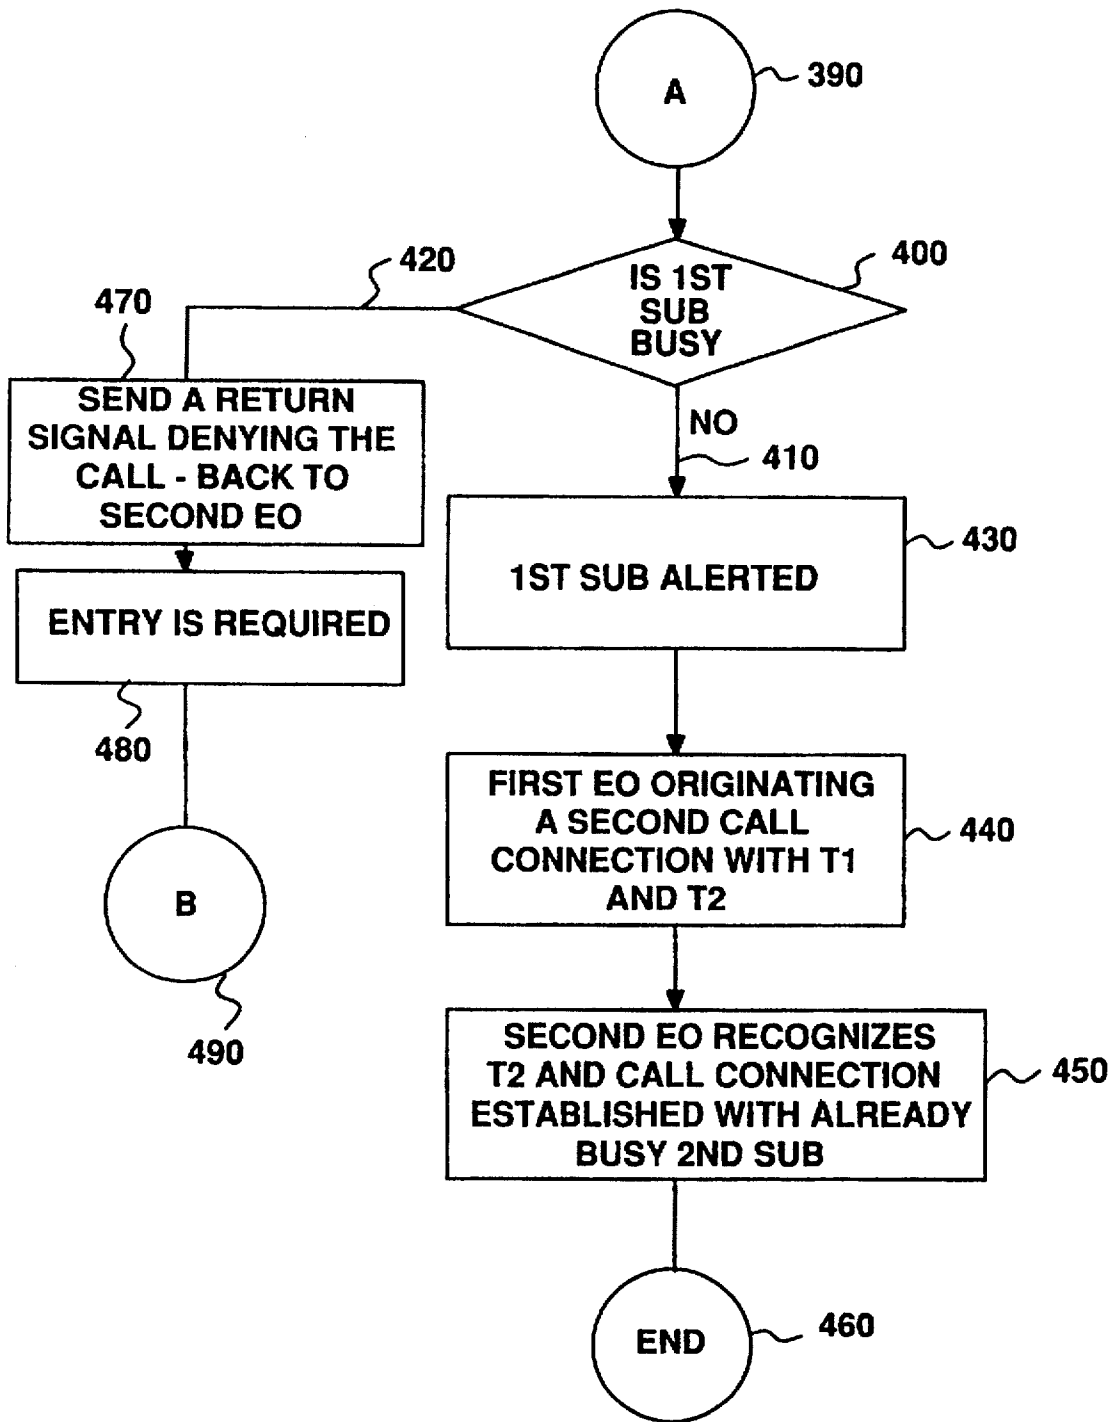 A
390
IS 1ST
SUB
BUSY
400
420
470
SEND A RETURN
SIGNAL DENYING THE
CALL - BACK TO
SECOND EO
NO
410
1ST SUB ALERTED
430
ENTRY IS REQUIRED
480
FIRST EO ORIGINATING
A SECOND CALL
CONNECTION WITH T1
AND T2
440
B
490
SECOND EO RECOGNIZES
T2 AND CALL CONNECTION
ESTABLISHED WITH ALREADY
BUSY 2ND SUB
450
END
460